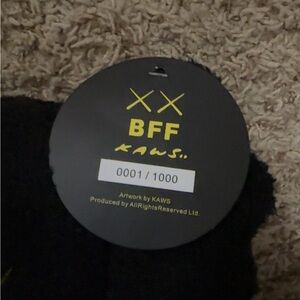 XX
BFF
KAWS..
0001 / 1000
Artwork by KAWS
Produced by AllRightsReserved Ltd.